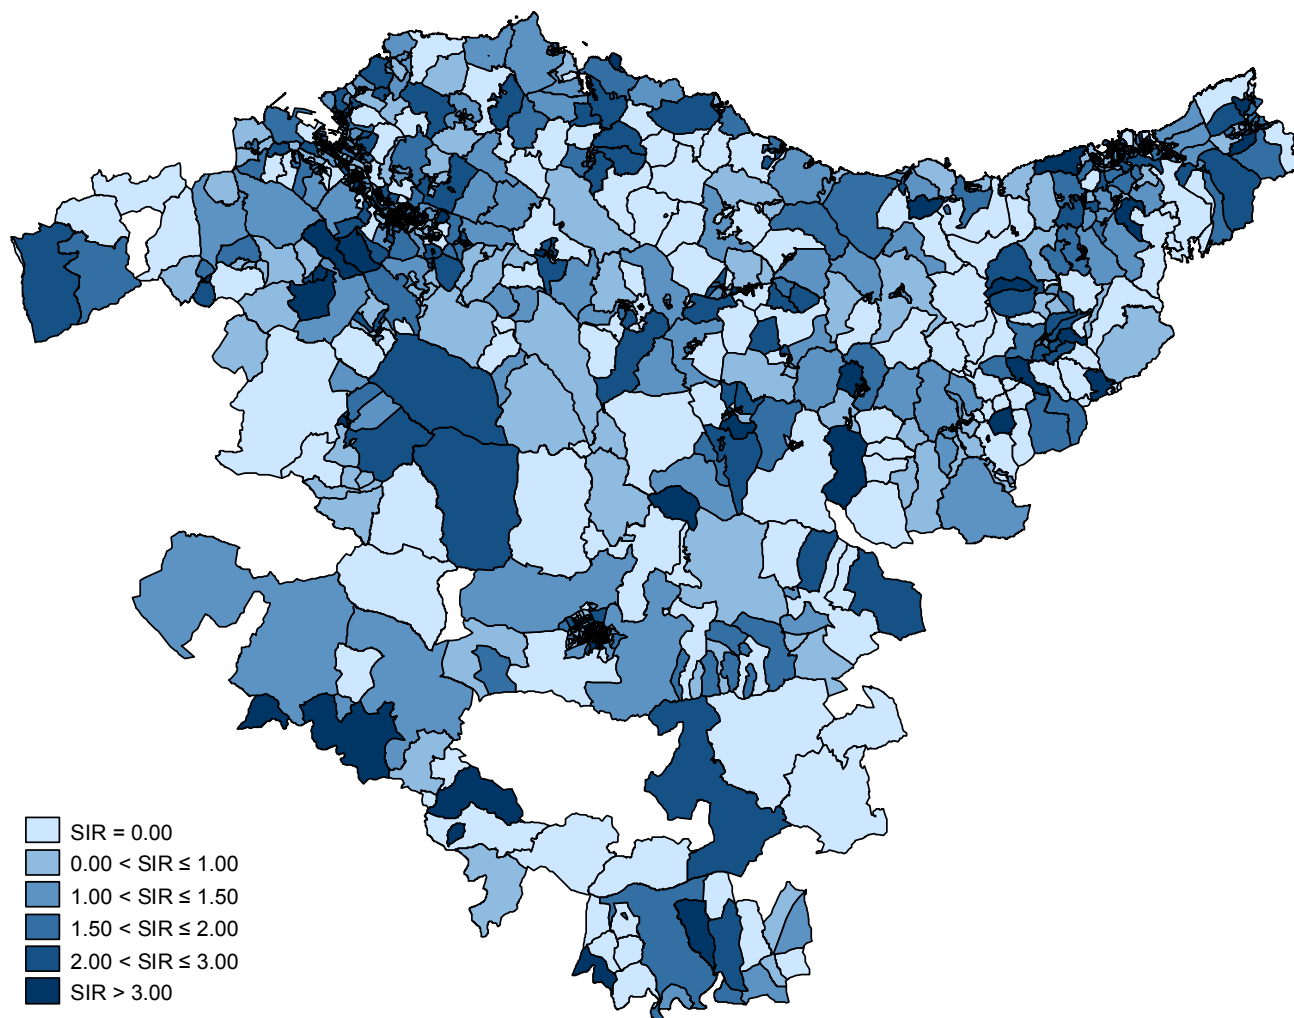 SIR = 0.00
0.00 < SIR ≤ 1.00
1.00 < SIR ≤ 1.50
1.50 < SIR ≤ 2.00
2.00 < SIR ≤ 3.00
SIR > 3.00